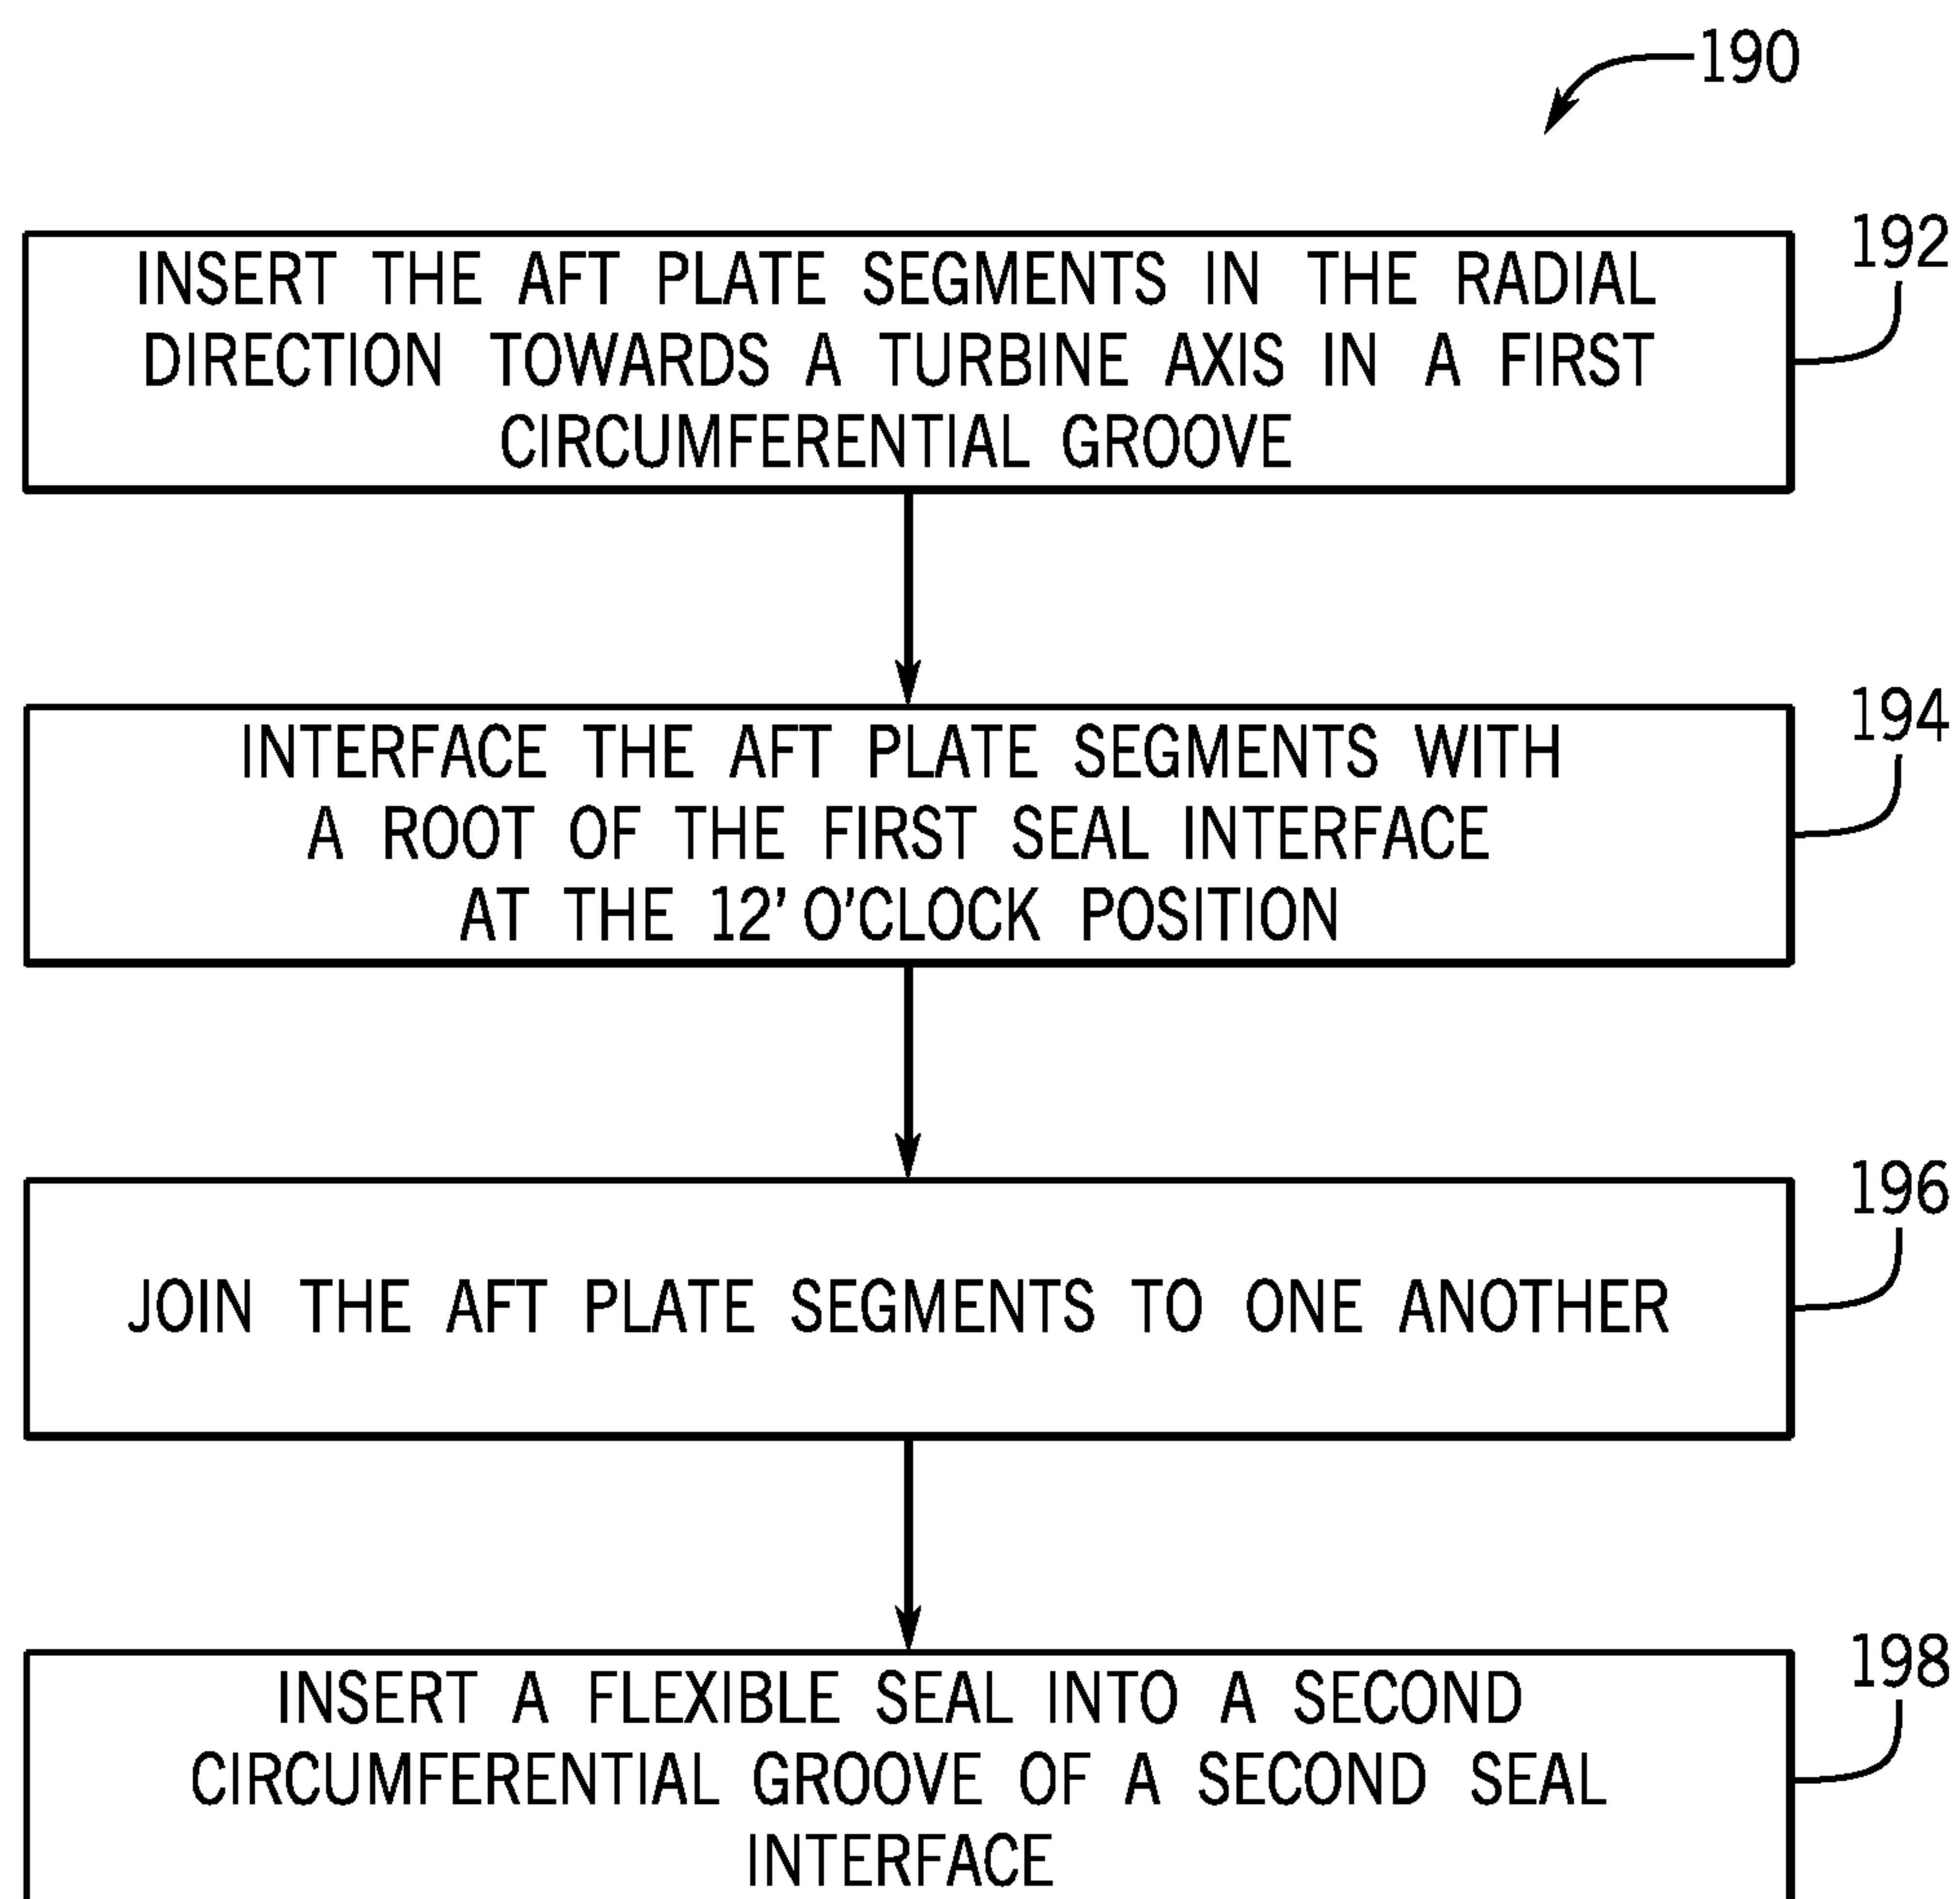 190
192
INSERT THE AFT PLATE SEGMENTS IN THE RADIAL
DIRECTION TOWARDS A TURBINE AXIS IN A FIRST
CIRCUMFERENTIAL GROOVE
194
INTERFACE THE AFT PLATE SEGMENTS WITH
A ROOT OF THE FIRST SEAL INTERFACE
AT THE 12' O'CLOCK POSITION
196
JOIN THE AFT PLATE SEGMENTS TO ONE ANOTHER
198
INSERT A FLEXIBLE SEAL INTO A SECOND
CIRCUMFERENTIAL GROOVE OF A SECOND SEAL
INTERFACE